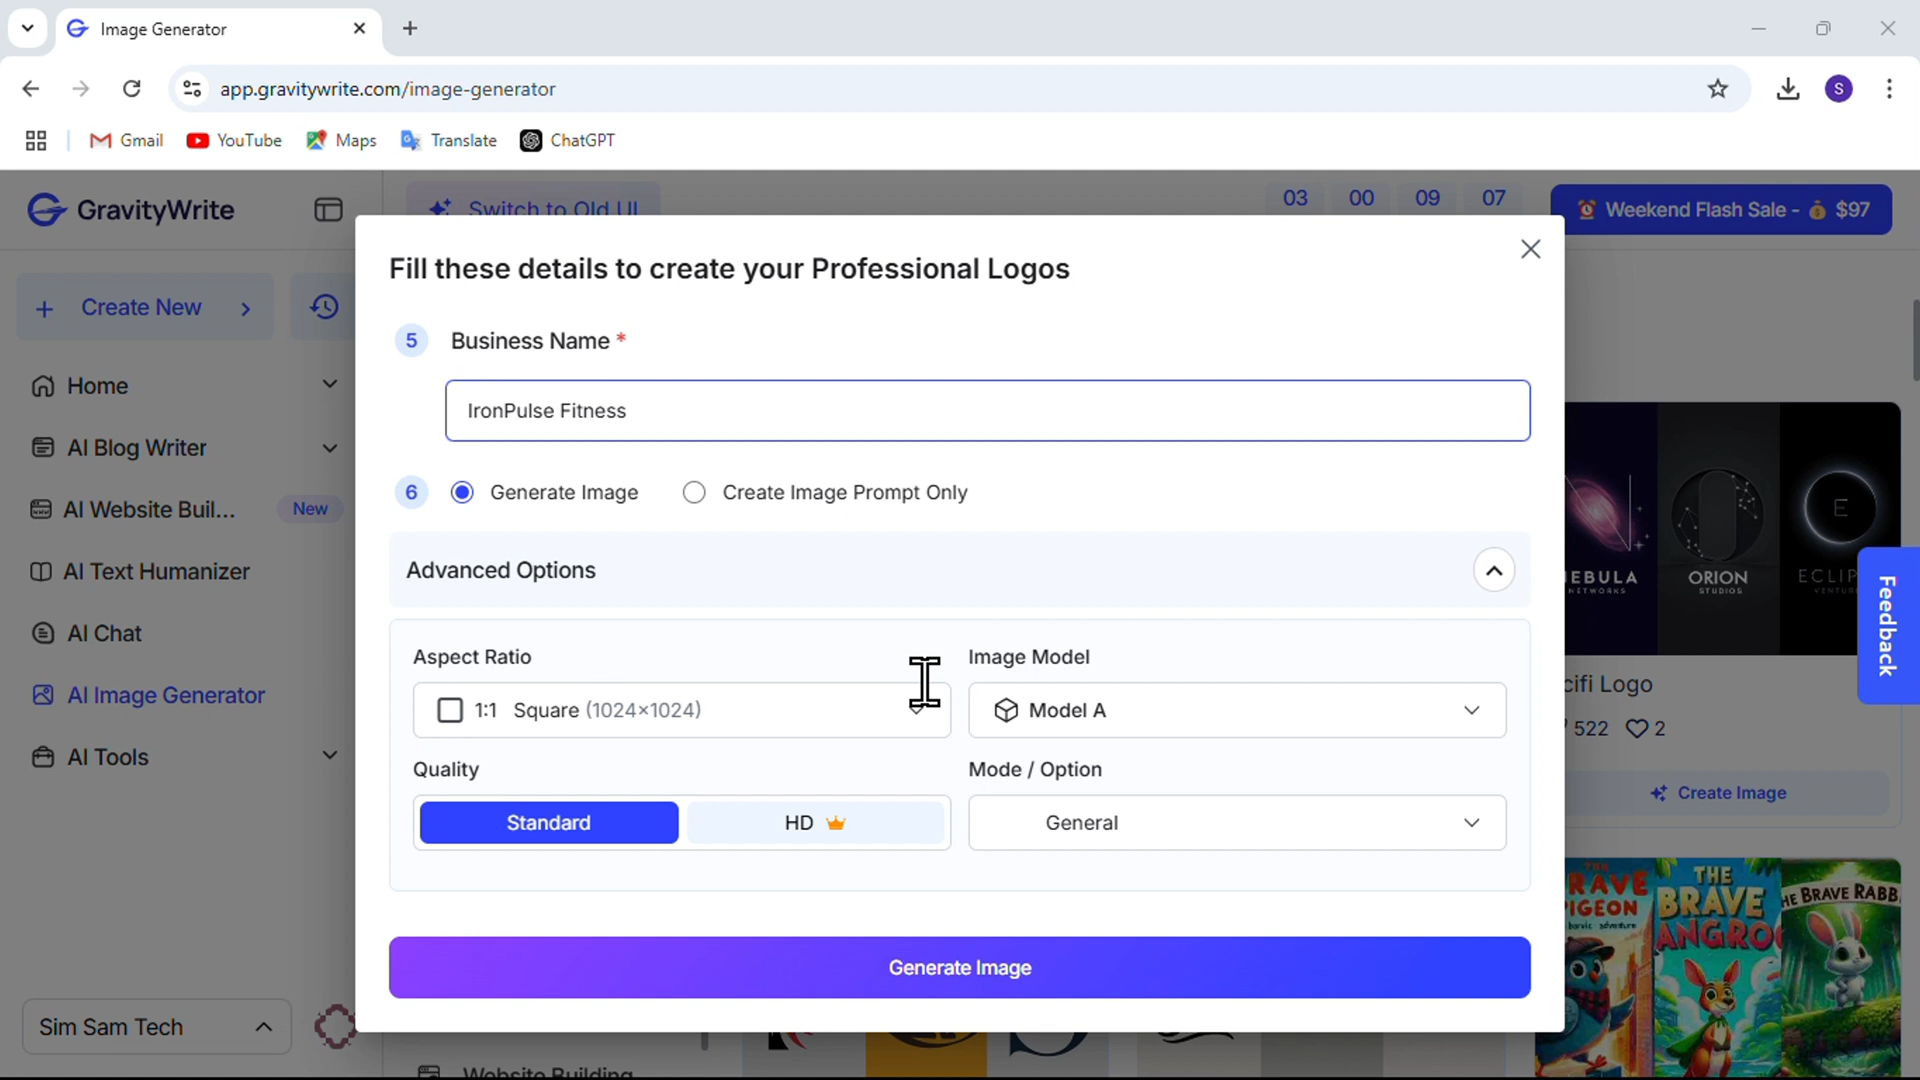 Image Generator
app.gravitywrite.com/image-generator
Gmail
YouTube
Maps
Translate
ChatGPT
GravityWrite
Switch to Old UI
03 00 09 07
Weekend Flash Sale - $97
Create New
Home
AI Blog Writer
AI Website Buil...
New
AI Text Humanizer
AI Chat
AI Image Generator
AI Tools
Sim Sam Tech
Fill these details to create your Professional Logos
5 Business Name *
IronPulse Fitness
6 Generate Image Create Image Prompt Only
Advanced Options
Aspect Ratio
1:1 Square (1024×1024)
Image Model
Model A
Quality
Standard
HD
Mode / Option
General
Generate Image
ORION
STUDIOS
E
Feedback
Logo
522 2
Create Image
THE
BRAVE
THE BRAVE
Website Building
S